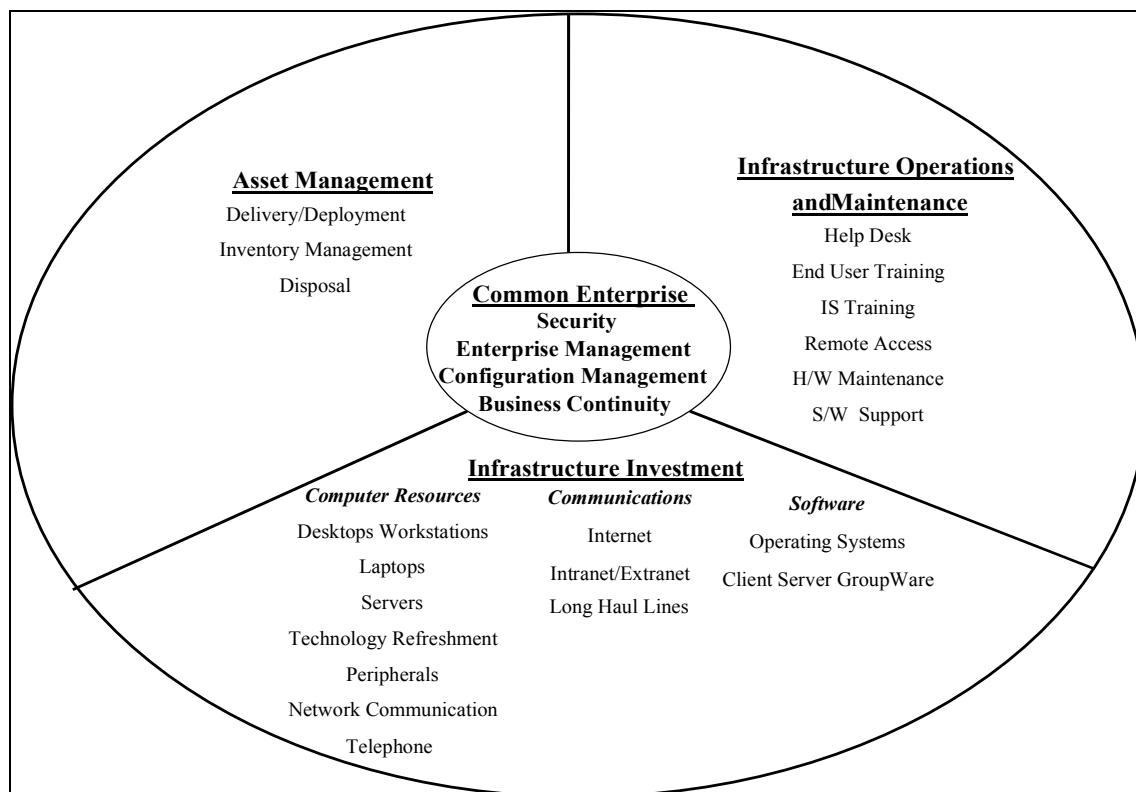 Asset Management
Delivery/Deployment
Inventory Management
Disposal
Infrastructure Operations
andMaintenance
Help Desk
End User Training
IS Training
Remote Access
H/W Maintenance
S/W Support
Common Enterprise
Security
Enterprise Management
Configuration Management
Business Continuity
Infrastructure Investment
Computer Resources
Desktops Workstations
Laptops
Servers
Technology Refreshment
Peripherals
Network Communication
Telephone
Communications
Internet
Intranet/Extranet
Long Haul Lines
Software
Operating Systems
Client Server GroupWare